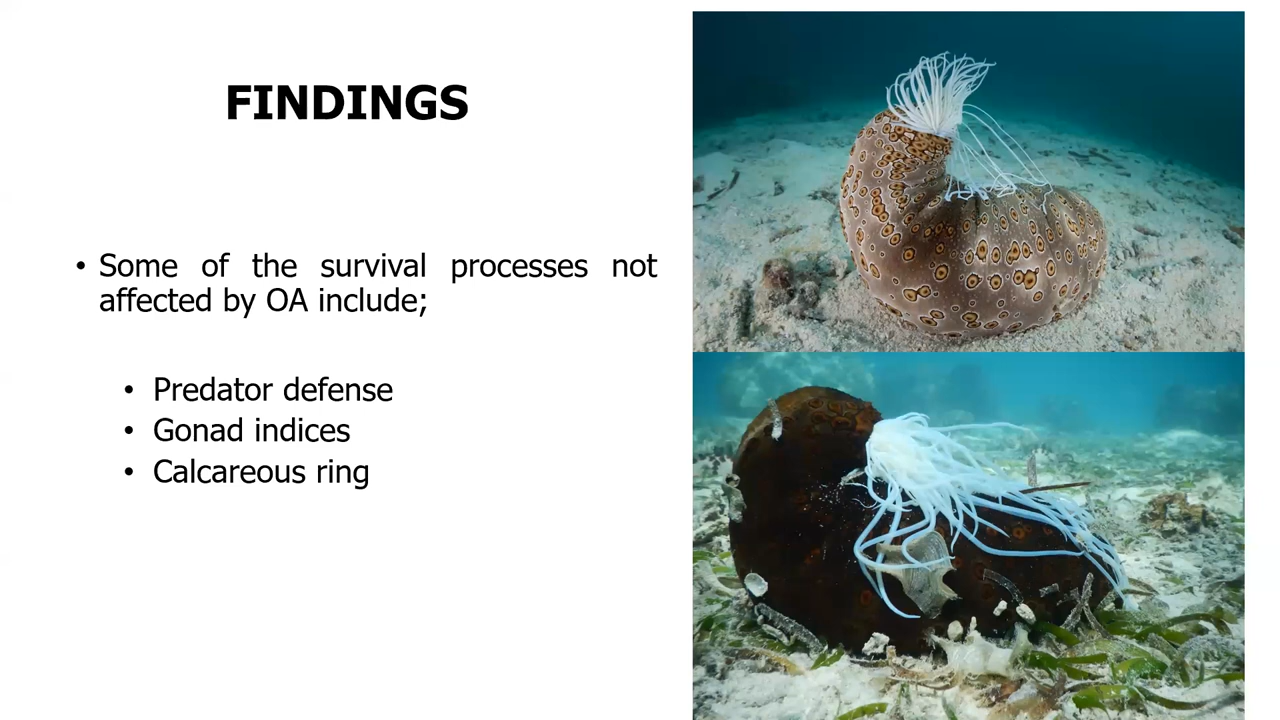 FINDINGS
• Some of the survival processes not
affected by OA include;
• Predator defense
• Gonad indices
• Calcareous ring